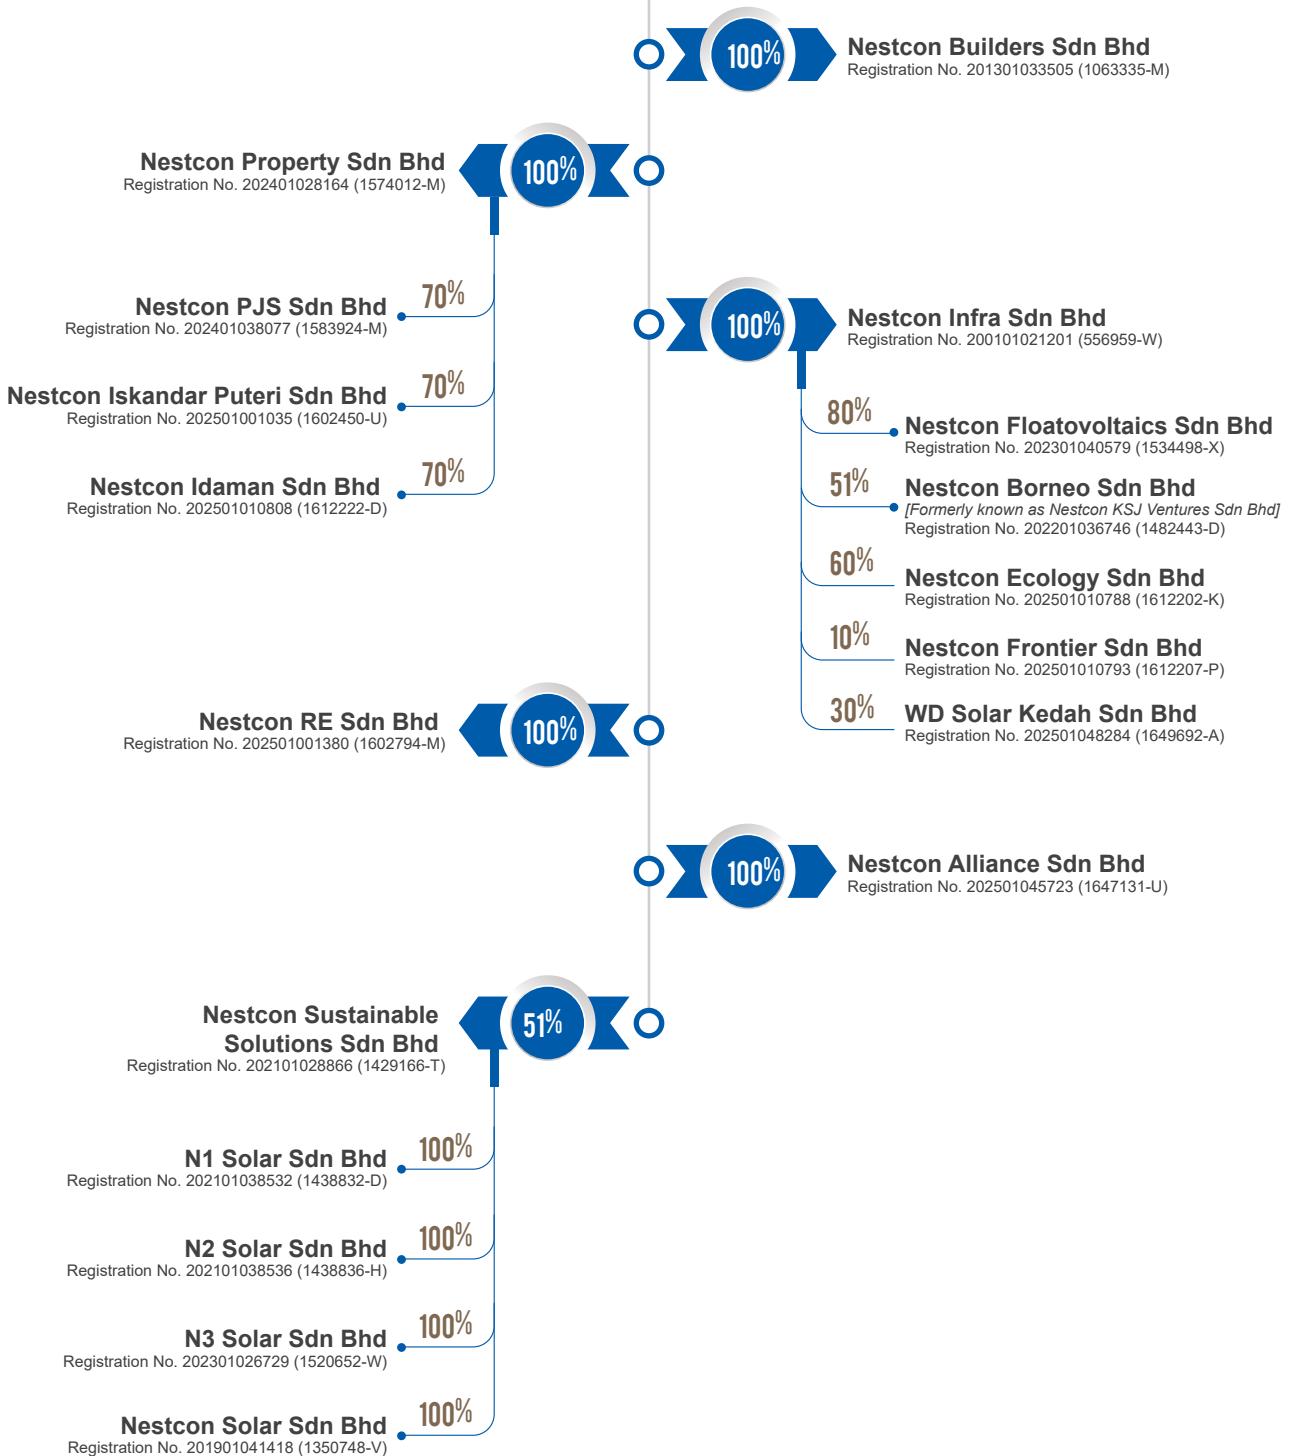 100%
Nestcon Builders Sdn Bhd
Registration No. 201301033505 (1063335-M)
Nestcon Property Sdn Bhd
Registration No. 202401028164 (1574012-M)
100%
70%
Nestcon PJS Sdn Bhd
Registration No. 202401038077 (1583924-M)
70%
Nestcon Iskandar Puteri Sdn Bhd
Registration No. 202501001035 (1602450-U)
70%
Nestcon Idaman Sdn Bhd
Registration No. 202501010808 (1612222-D)
100%
Nestcon Infra Sdn Bhd
Registration No. 200101021201 (556959-W)
80%
Nestcon Floatovoltaics Sdn Bhd
Registration No. 202301040579 (1534498-X)
51%
Nestcon Borneo Sdn Bhd
[Formerly known as Nestcon KSJ Ventures Sdn Bhd]
Registration No. 202201036746 (1482443-D)
60%
Nestcon Ecology Sdn Bhd
Registration No. 202501010788 (1612202-K)
10%
Nestcon Frontier Sdn Bhd
Registration No. 202501010793 (1612207-P)
30%
WD Solar Kedah Sdn Bhd
Registration No. 202501048284 (1649692-A)
Nestcon RE Sdn Bhd
Registration No. 202501001380 (1602794-M)
100%
100%
Nestcon Alliance Sdn Bhd
Registration No. 202501045723 (1647131-U)
Nestcon Sustainable
Solutions Sdn Bhd
Registration No. 202101028866 (1429166-T)
51%
100%
N1 Solar Sdn Bhd
Registration No. 202101038532 (1438832-D)
100%
N2 Solar Sdn Bhd
Registration No. 202101038536 (1438836-H)
100%
N3 Solar Sdn Bhd
Registration No. 202301026729 (1520652-W)
100%
Nestcon Solar Sdn Bhd
Registration No. 201901041418 (1350748-V)